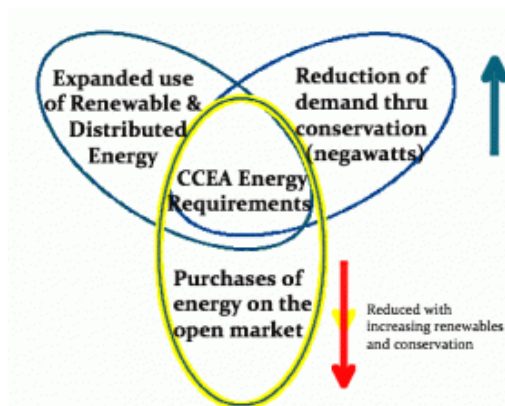 Expanded use
of Renewable &
Distributed
Energy
Reduction of
demand thru
conservation
(negawatts)
CCEA Energy
Requirements
Purchases of
energy on the
open market
Reduced with
increasing renewables
and conservation